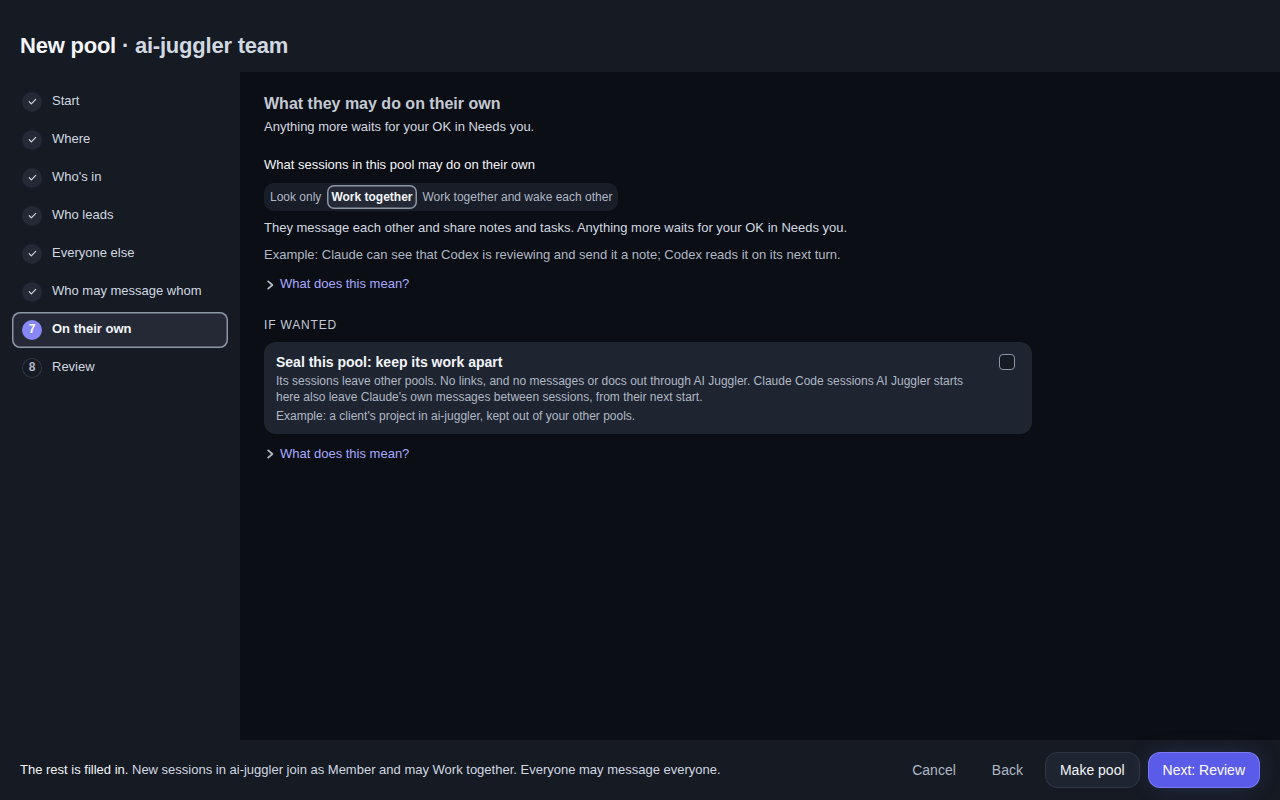 New pool · ai-juggler team
Start
Where
Who's in
Who leads
Everyone else
Who may message whom
7 On their own
8 Review
What they may do on their own
Anything more waits for your OK in Needs you.
What sessions in this pool may do on their own
Look only Work together Work together and wake each other
They message each other and share notes and tasks. Anything more waits for your OK in Needs you.
Example: Claude can see that Codex is reviewing and send it a note; Codex reads it on its next turn.
What does this mean?
IF WANTED
Seal this pool: keep its work apart
Its sessions leave other pools. No links, and no messages or docs out through AI Juggler. Claude Code sessions AI Juggler starts
here also leave Claude's own messages between sessions, from their next start.
Example: a client's project in ai-juggler, kept out of your other pools.
What does this mean?
The rest is filled in. New sessions in ai-juggler join as Member and may Work together. Everyone may message everyone.
Cancel Back Make pool Next: Review